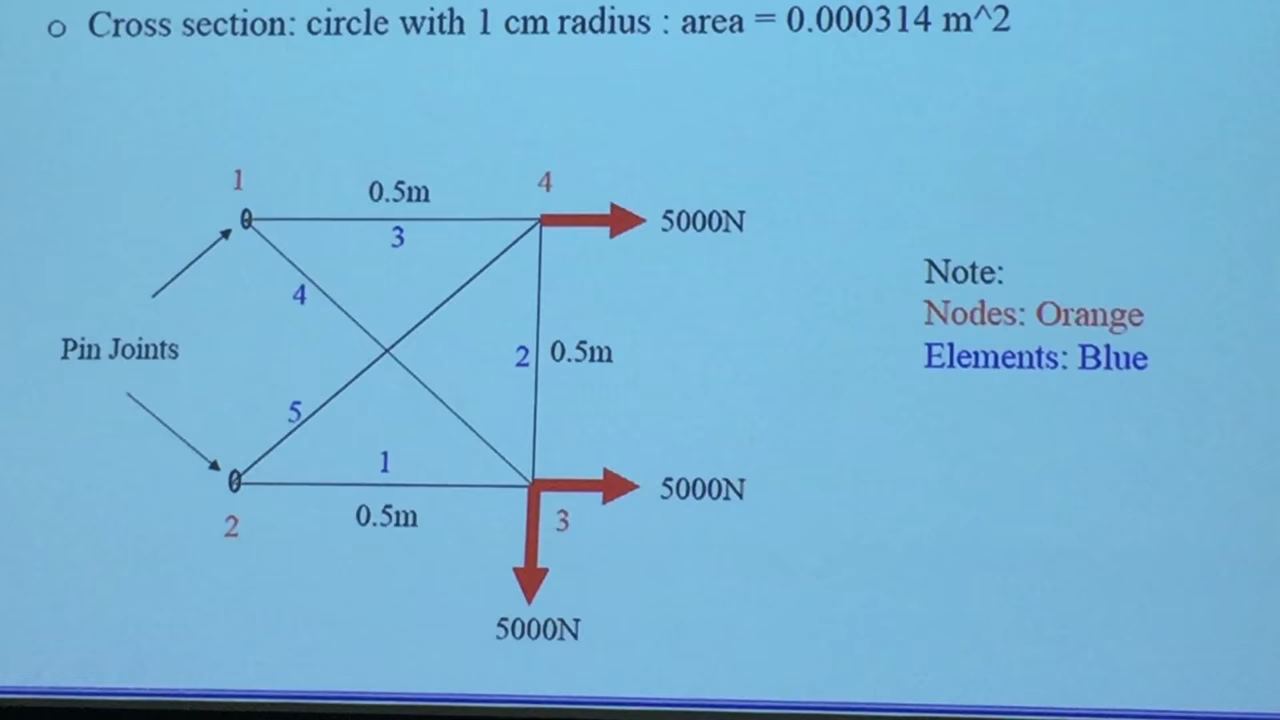 o Cross section: circle with 1 cm radius : area = 0.000314 m^2
1
0.5m
4
3
5000N
4
Note:
Nodes: Orange
Elements: Blue
Pin Joints
2
0.5m
5
1
5000N
0.5m
2
3
5000N